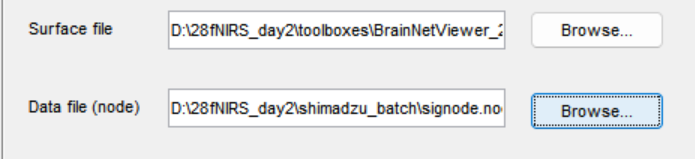 Surface file D:\28fNIRS_day2\toolboxes\BrainNetViewer_2 Browse...
Data file (node) D:\28fNIRS_day2\shimadzu_batch\signode.no Browse...